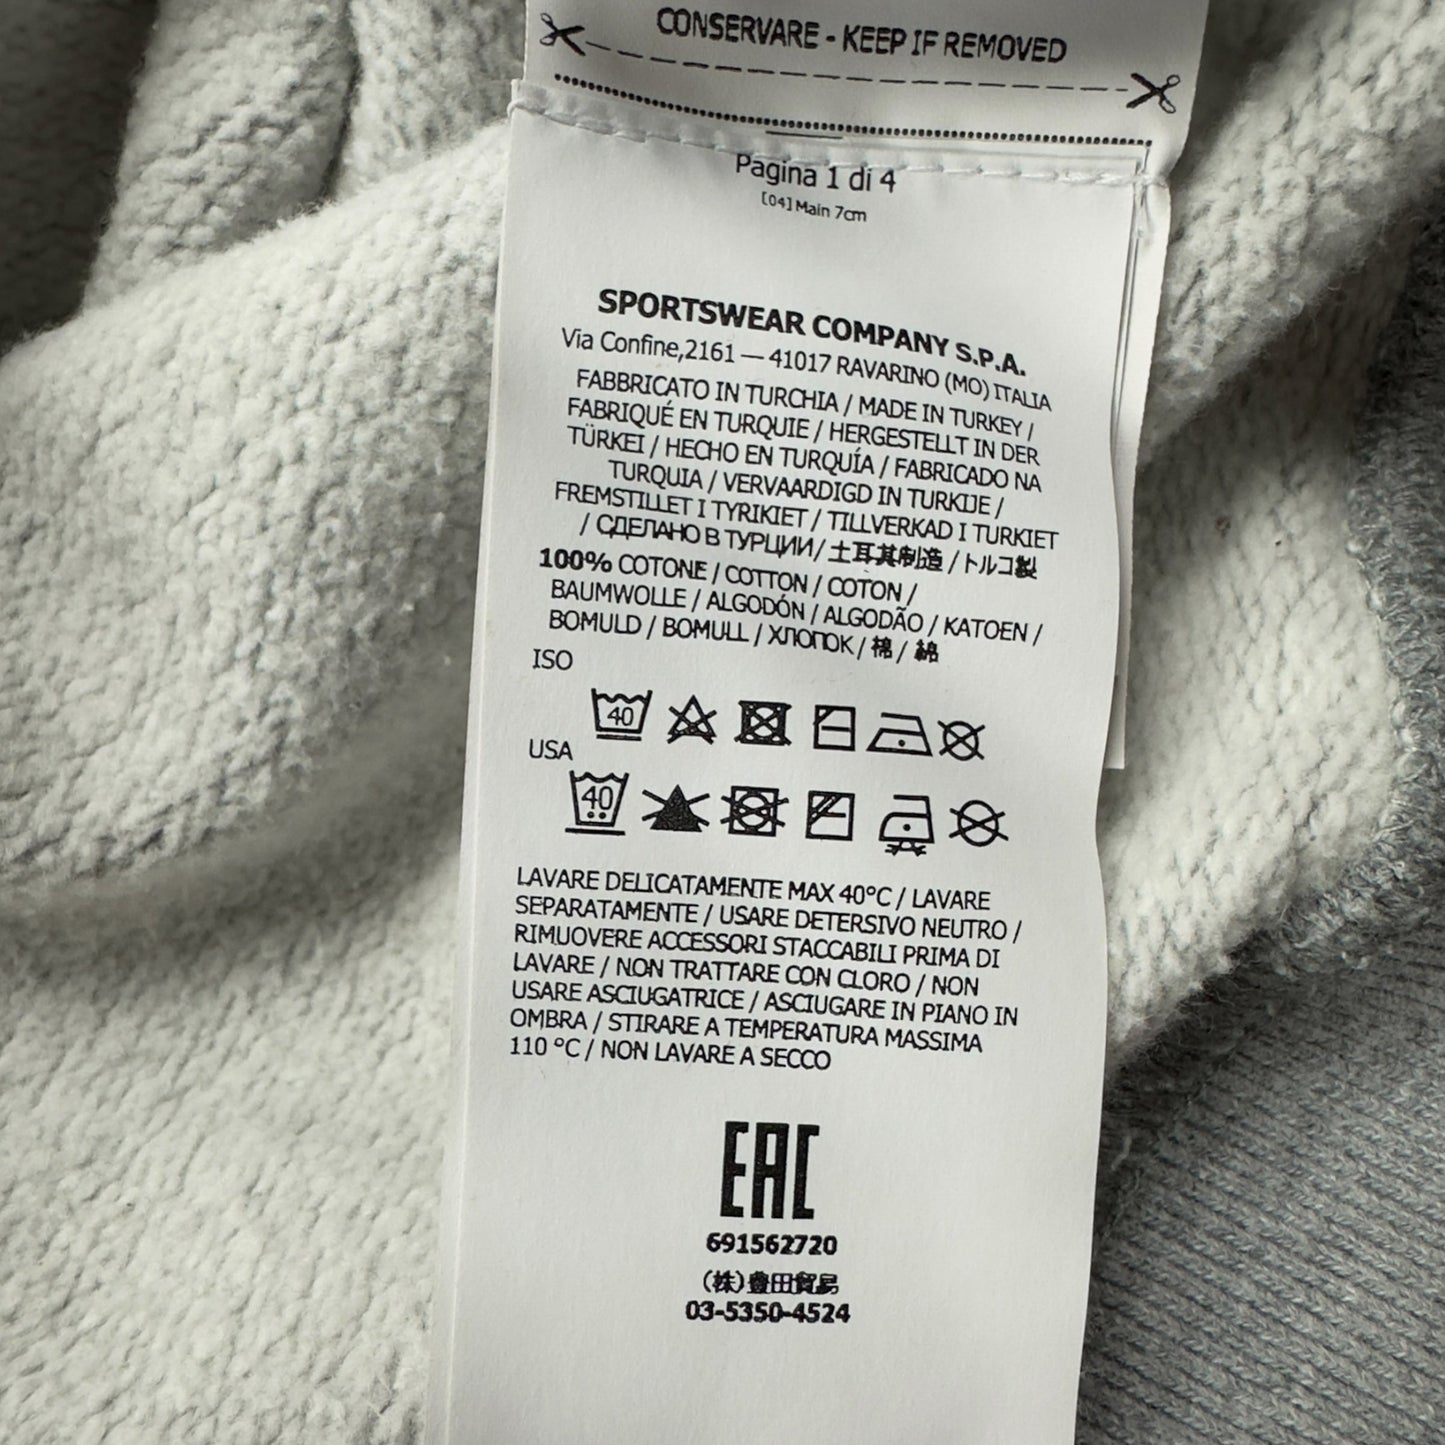 CONSERVARE - KEEP IF REMOVED
Pagina 1 di 4
[04] Main 7cm
SPORTSWEAR COMPANY S.P.A.
Via Confine,2161 — 41017 RAVARINO (MO) ITALIA
FABBRICATO IN TURCHIA / MADE IN TURKEY /
FABRIQUÉ EN TURQUIE / HERGESTELLT IN DER
TÜRKEI / HECHO EN TURQUÍA / FABRICADO NA
TURQUIA / VERVAARDIGD IN TURKIJE /
FREMSTILLET I TYRIKIET / TILLVERKAD I TURKIET
/ СДЕЛАНО В ТУРЦИИ / 土耳其制造 / トルコ製
100% COTONE / COTTON / COTON /
BAUMWOLLE / ALGODÓN / ALGODÃO / KATOEN /
BOMULD / BOMULL / ХЛОПОК / 棉 / 綿
ISO
40
USA
40
LAVARE DELICATAMENTE MAX 40°C / LAVARE
SEPARATAMENTE / USARE DETERSIVO NEUTRO /
RIMUOVERE ACCESSORI STACCABILI PRIMA DI
LAVARE / NON TRATTARE CON CLORO / NON
USARE ASCIUGATRICE / ASCIUGARE IN PIANO IN
OMBRA / STIRARE A TEMPERATURA MASSIMA
110 °C / NON LAVARE A SECCO
EAC
691562720
(株)豊田貿易
03-5350-4524